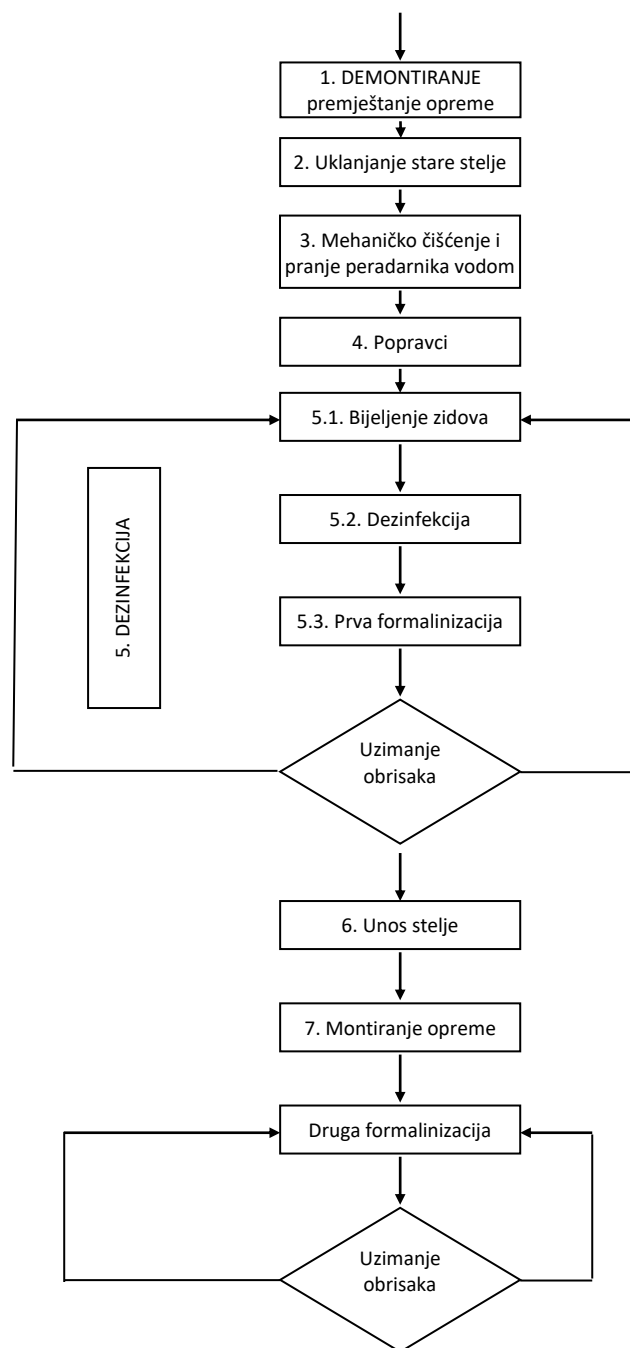 1. DEMONTIRANJE
premještanje opreme
2. Uklanjanje stare stelje
3. Mehaničko čišćenje i
pranje peradarnika vodom
4. Popravci
5.1. Bijeljenje zidova
5. DEZINFEKCIJA
5.2. Dezinfekcija
5.3. Prva formalinizacija
Uzimanje
obrisaka
6. Unos stelje
7. Montiranje opreme
Druga formalinizacija
Uzimanje
obrisaka